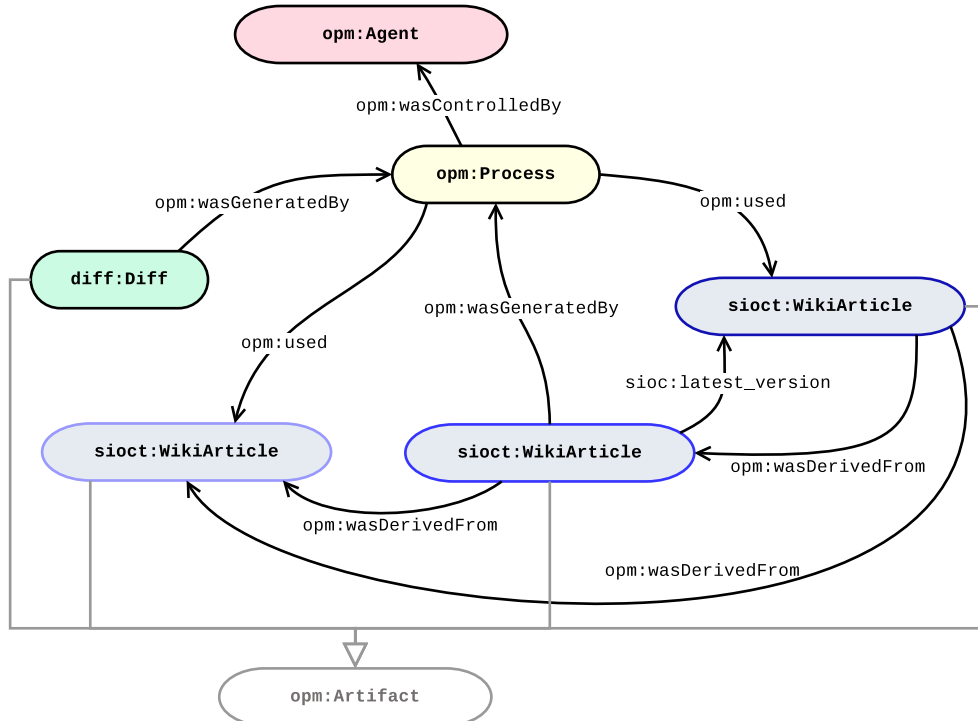 opm:Agent
opm:wasControlledBy
opm:Process
opm:wasGeneratedBy
opm:used
diff:Diff
sioct:WikiArticle
opm:wasGeneratedBy
opm:used
sioc:latest_version
sioct:WikiArticle
sioct:WikiArticle
opm:wasDerivedFrom
opm:wasDerivedFrom
opm:wasDerivedFrom
opm:Artifact